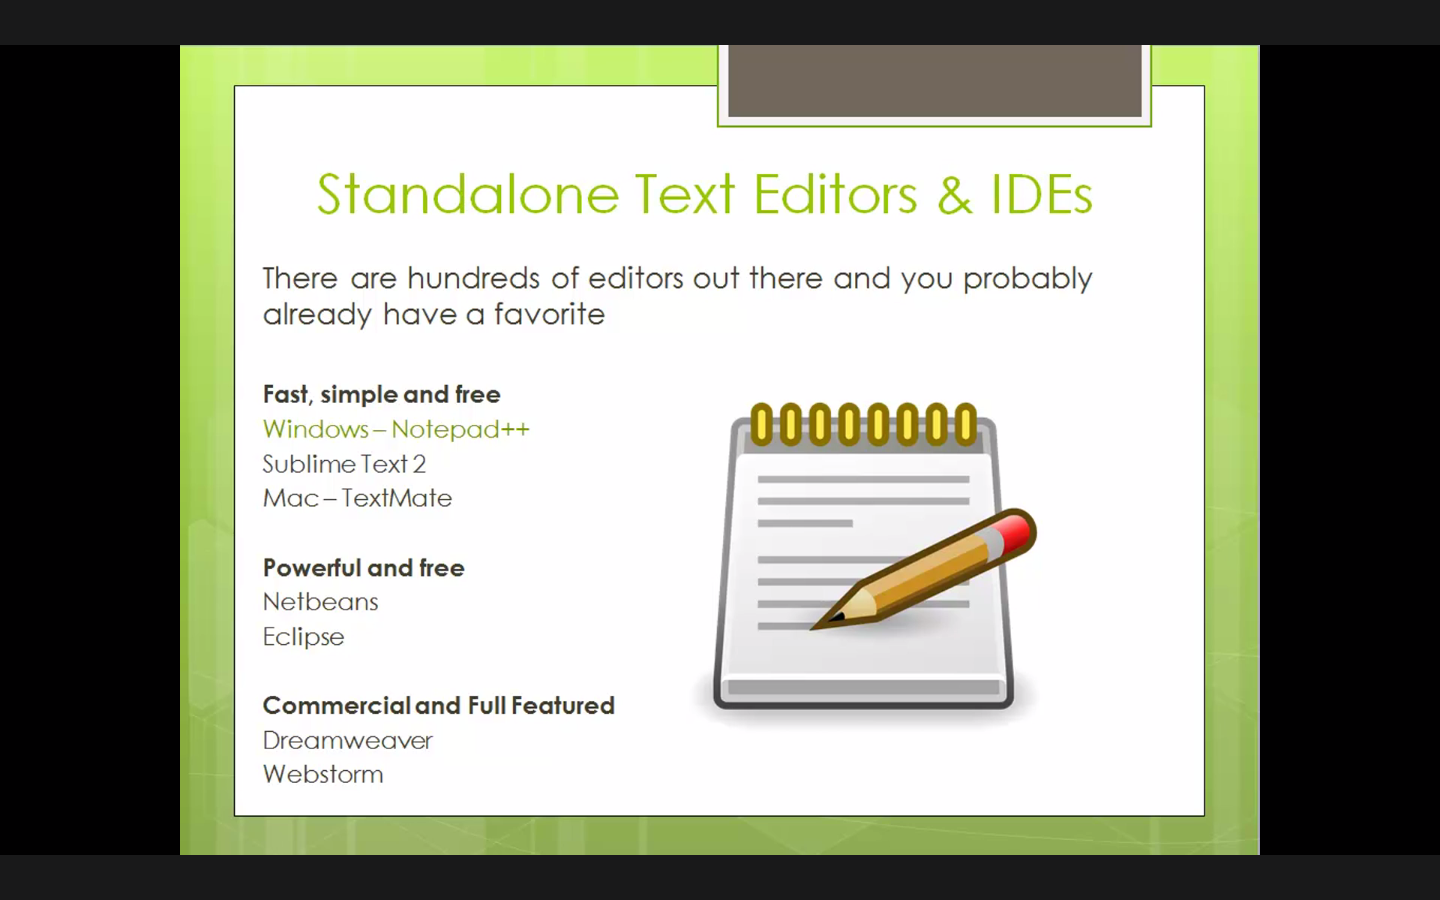 Standalone Text Editors & IDEs
There are hundreds of editors out there and you probably
already have a favorite
Fast, simple and free
Windows – Notepad++
Sublime Text 2
Mac – TextMate
Powerful and free
Netbeans
Eclipse
Commercial and Full Featured
Dreamweaver
Webstorm